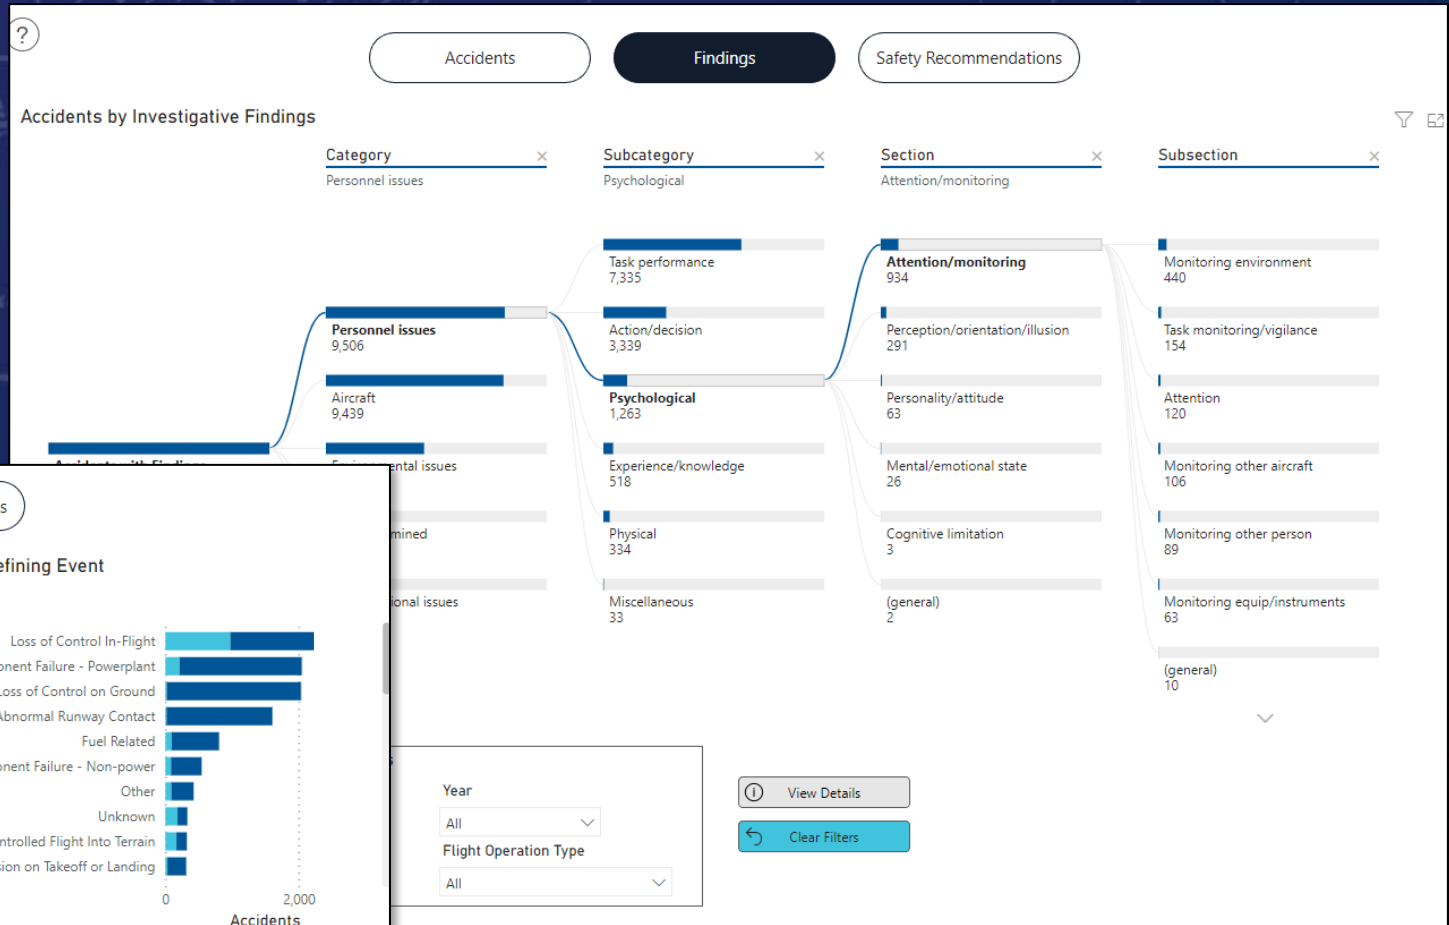 ?
Accidents
Findings
Safety Recommendations
Accidents by Investigative Findings
Category
Personnel issues
Subcategory
Psychological
Section
Attention/monitoring
Subsection
Personnel issues
9,506
Aircraft
9,439
ental issues
mined
ional issues
Task performance
7,335
Action/decision
3,339
Psychological
1,263
Experience/knowledge
518
Physical
334
Miscellaneous
33
Attention/monitoring
934
Perception/orientation/illusion
291
Personality/attitude
63
Mental/emotional state
26
Cognitive limitation
3
(general)
2
Monitoring environment
440
Task monitoring/vigilance
154
Attention
120
Monitoring other aircraft
106
Monitoring other person
89
Monitoring equip/instruments
63
(general)
10
s
efining Event
Loss of Control In-Flight
onent Failure - Powerplant
Loss of Control on Ground
Abnormal Runway Contact
Fuel Related
onent Failure - Non-power
Other
Unknown
ntrolled Flight Into Terrain
sion on Takeoff or Landing
0
2,000
Accidents
Year
All
Flight Operation Type
All
View Details
Clear Filters